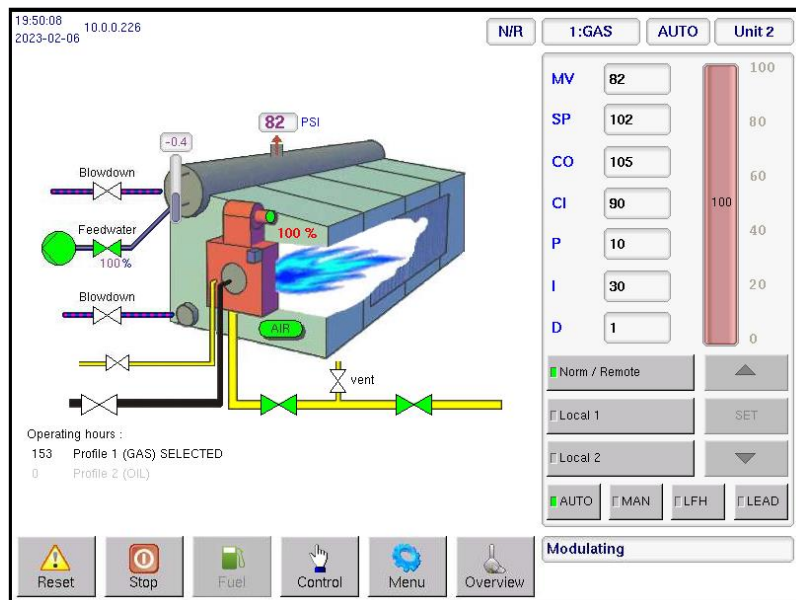 19:50:08
10.0.0.226
2023-02-06
N/R
1:GAS
AUTO
Unit 2
82 PSI
-0.4
Blowdown
Feedwater
100%
100 %
Blowdown
AIR
vent
Operating hours :
153 Profile 1 (GAS) SELECTED
0 Profile 2 (OIL)
MV 82
SP 102
CO 105
CI 90
P 10
I 30
D 1
100
80
60
100
40
20
0
Norm / Remote
Local 1
SET
Local 2
AUTO
MAN
LFH
LEAD
Modulating
Reset
Stop
Fuel
Control
Menu
Overview